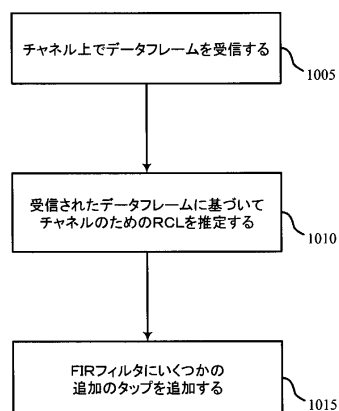 チャネル上でデータフレームを受信する
1005
受信されたデータフレームに基づいて
チャネルのためのRCLを推定する
1010
FIRフィルタにいくつかの
追加のタップを追加する
1015